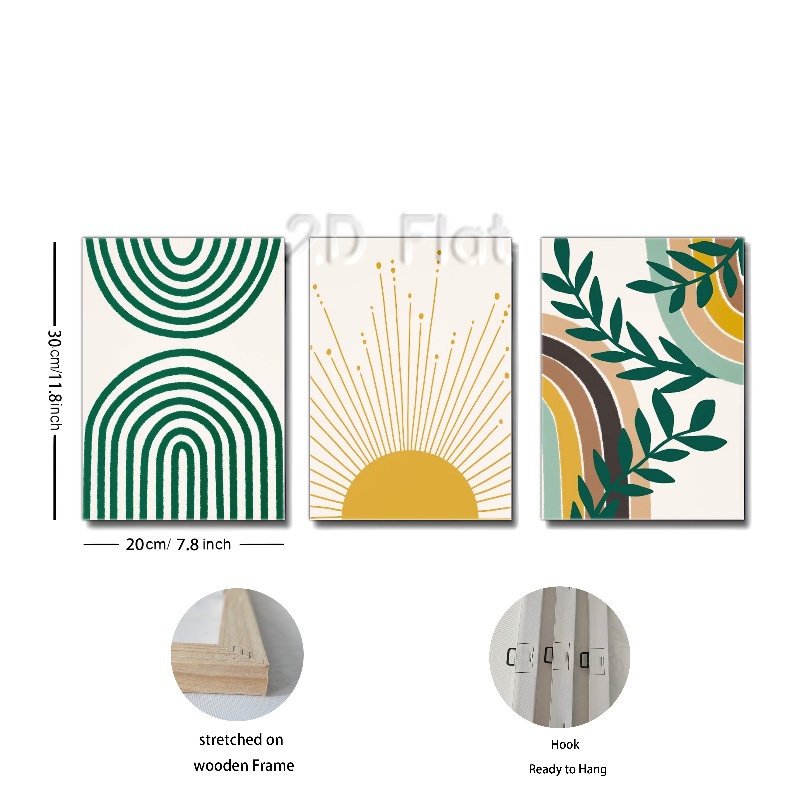 2D Flat
30cm/11.8inch
20cm/ 7.8 inch
stretched on
wooden Frame
Hook
Ready to Hang